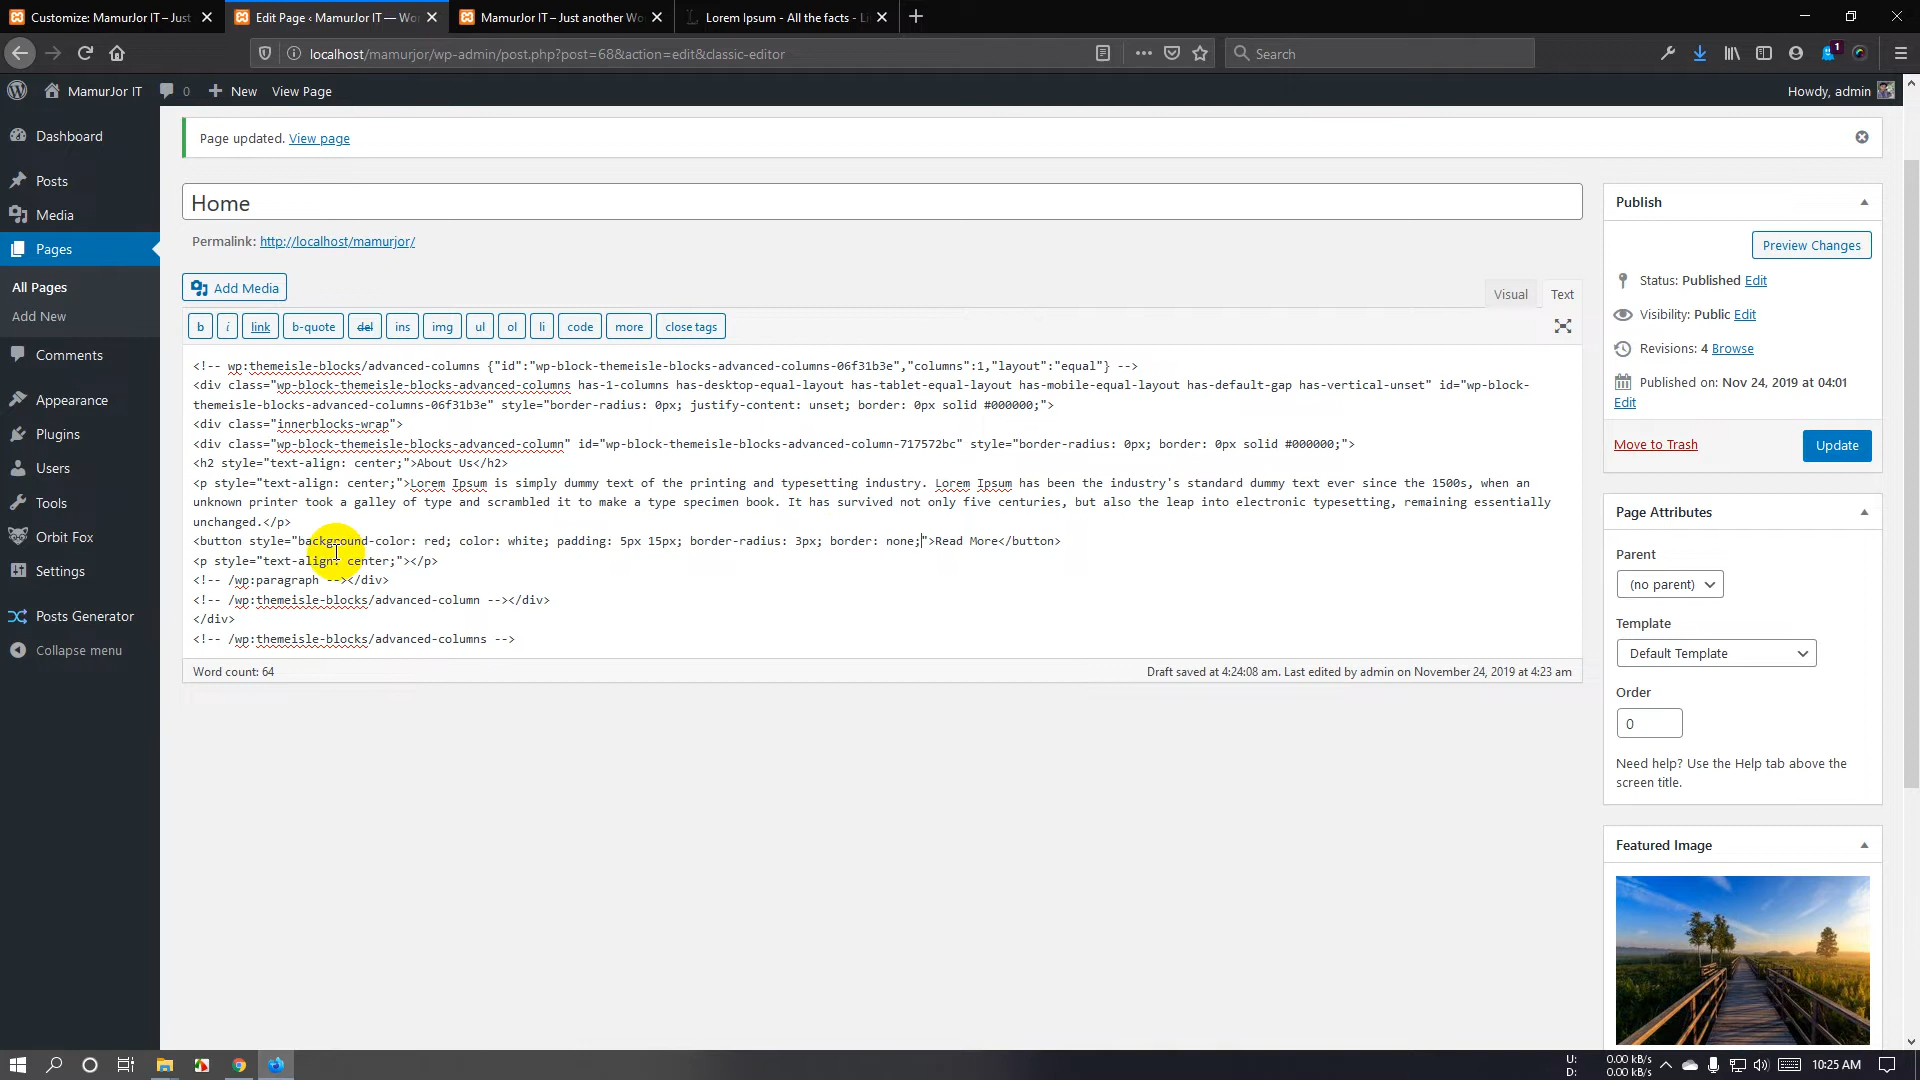 Customize: MamurJor IT – Just
Edit Page ‹ MamurJor IT — Wor
MamurJor IT – Just another Wo
Lorem Ipsum - All the facts - Li
localhost/mamurjor/wp-admin/post.php?post=68&action=edit&classic-editor
Search
1
MamurJor IT
0
New
View Page
Howdy, admin
Dashboard
Posts
Media
Pages
All Pages
Add New
Comments
Appearance
Plugins
Users
Tools
Orbit Fox
Settings
Posts Generator
Collapse menu
Page updated. View page
Home
Permalink: http://localhost/mamurjor/
Add Media
Visual
Text
b
i
link
b-quote
del
ins
img
ul
ol
li
code
more
close tags
<!-- wp:themeisle-blocks/advanced-columns {"id":"wp-block-themeisle-blocks-advanced-columns-06f31b3e","columns":1,"layout":"equal"} -->
<div class="wp-block-themeisle-blocks-advanced-columns has-1-columns has-desktop-equal-layout has-tablet-equal-layout has-mobile-equal-layout has-default-gap has-vertical-unset" id="wp-block-
themeisle-blocks-advanced-columns-06f31b3e" style="border-radius: 0px; justify-content: unset; border: 0px solid #000000;">
<div class="innerblocks-wrap">
<div class="wp-block-themeisle-blocks-advanced-column" id="wp-block-themeisle-blocks-advanced-column-717572bc" style="border-radius: 0px; border: 0px solid #000000;">
<h2 style="text-align: center;">About Us</h2>
<p style="text-align: center;">Lorem Ipsum is simply dummy text of the printing and typesetting industry. Lorem Ipsum has been the industry's standard dummy text ever since the 1500s, when an
unknown printer took a galley of type and scrambled it to make a type specimen book. It has survived not only five centuries, but also the leap into electronic typesetting, remaining essentially
unchanged.</p>
<button style="background-color: red; color: white; padding: 5px 15px; border-radius: 3px; border: none;">Read More</button>
<p style="text-align: center;"></p>
<!-- /wp:paragraph --></div>
<!-- /wp:themeisle-blocks/advanced-column --></div>
</div>
<!-- /wp:themeisle-blocks/advanced-columns -->
Word count: 64
Draft saved at 4:24:08 am. Last edited by admin on November 24, 2019 at 4:23 am
Publish
Preview Changes
Status: Published Edit
Visibility: Public Edit
Revisions: 4 Browse
Published on: Nov 24, 2019 at 04:01
Edit
Move to Trash
Update
Page Attributes
Parent
(no parent)
Template
Default Template
Order
0
Need help? Use the Help tab above the
screen title.
Featured Image
U: 0.00 kB/s
D: 0.00 kB/s
10:25 AM